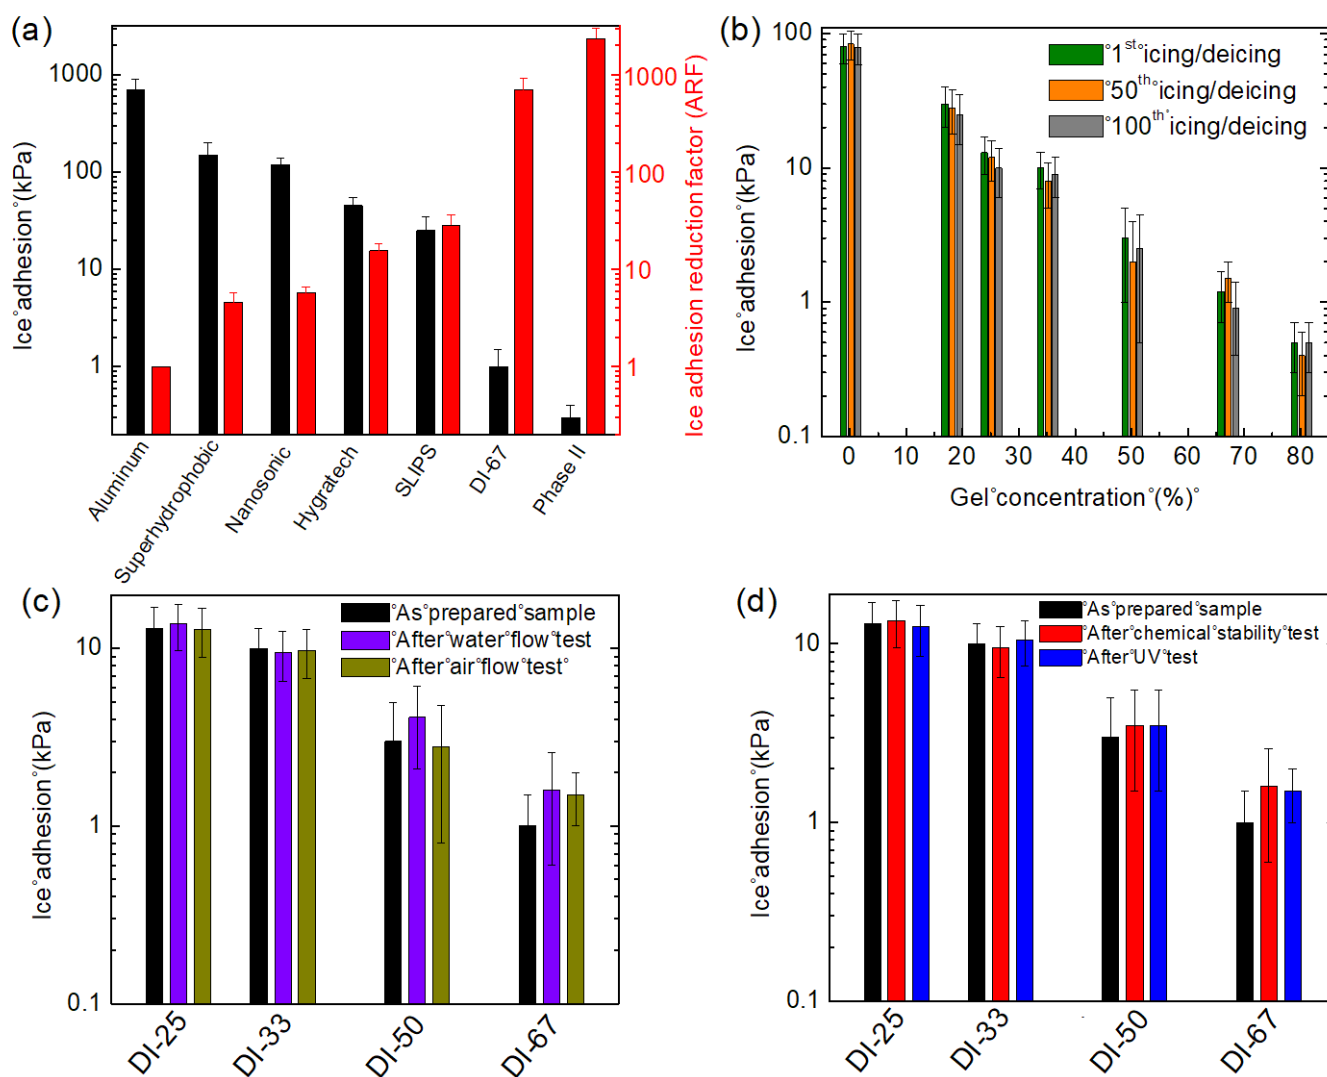 (a)
Ice°adhesion°(kPa)
1000
100
10
1
1000
100
10
1
Ice adhesion reduction factor (ARF)
Aluminum
Superhydrophobic
Nanosonic
Hygratech
SLIPS
DI-67
Phase II
(b)
Ice°adhesion°(kPa)
100
10
1
0.1
°1st°icing/deicing
°50th°icing/deicing
°100th°icing/deicing
0 10 20 30 40 50 60 70 80
Gel°concentration°(%)°
(c)
Ice°adhesion°(kPa)
10
1
0.1
°As°prepared°sample
°After°water°flow°test
°After°air°flow°test°
DI-25
DI-33
DI-50
DI-67
(d)
Ice°adhesion°(kPa)
10
1
0.1
°As°prepared°sample
°After°chemical°stability°test
°After°UV°test
DI-25
DI-33
DI-50
DI-67